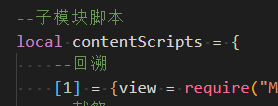 --子模块脚本
local contentScripts = {
--回溯
[1] = {view = require("M